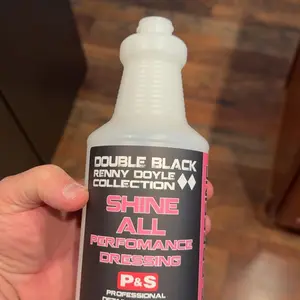 DOUBLE BLACK
RENNY DOYLE
COLLECTION
SHINE
ALL
PERFOMANCE
DRESSING
P&S
PROFESSIONAL